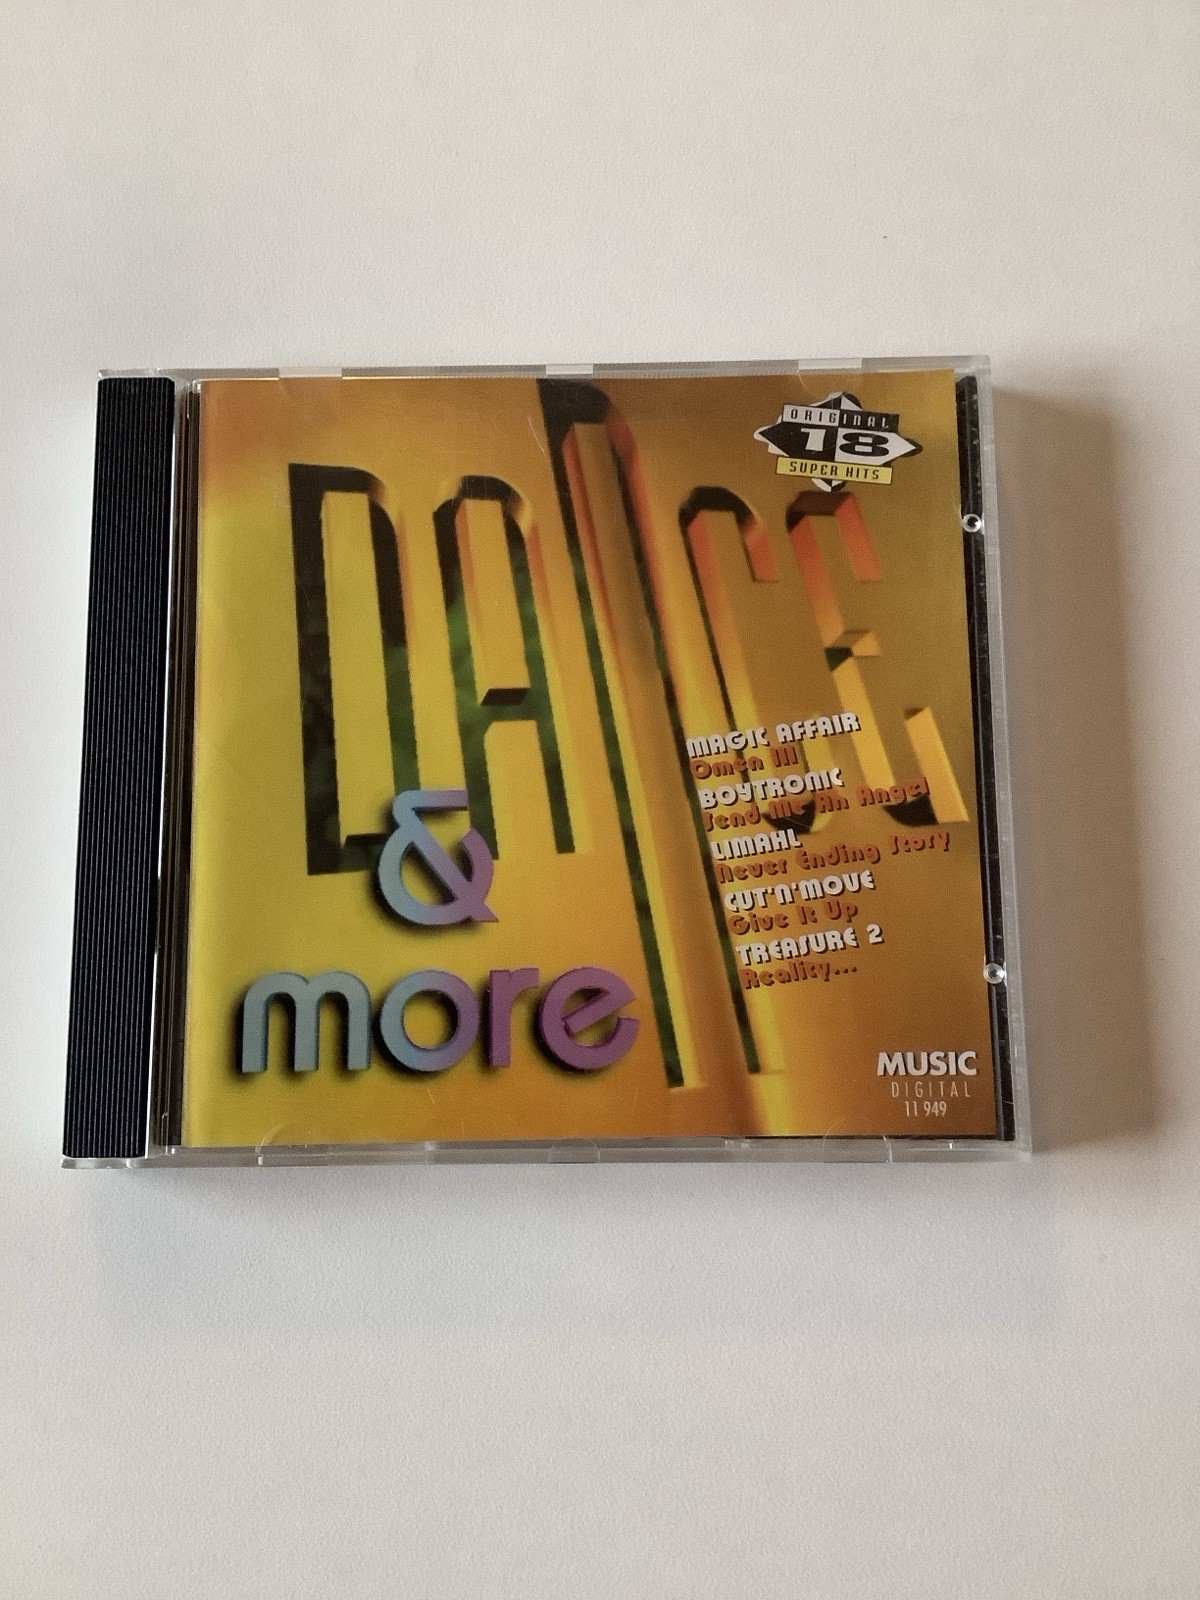 ORIGINAL
18
SUPER HITS
DANCE
& more
MAGIC AFFAIR
Omen III
BOYTRONIC
Send Me An Angel
LIMAHL
Never Ending Story
CUT'N'MOVE
Give It Up
TREASURE 2
Reality...
MUSIC
DIGITAL
11 949